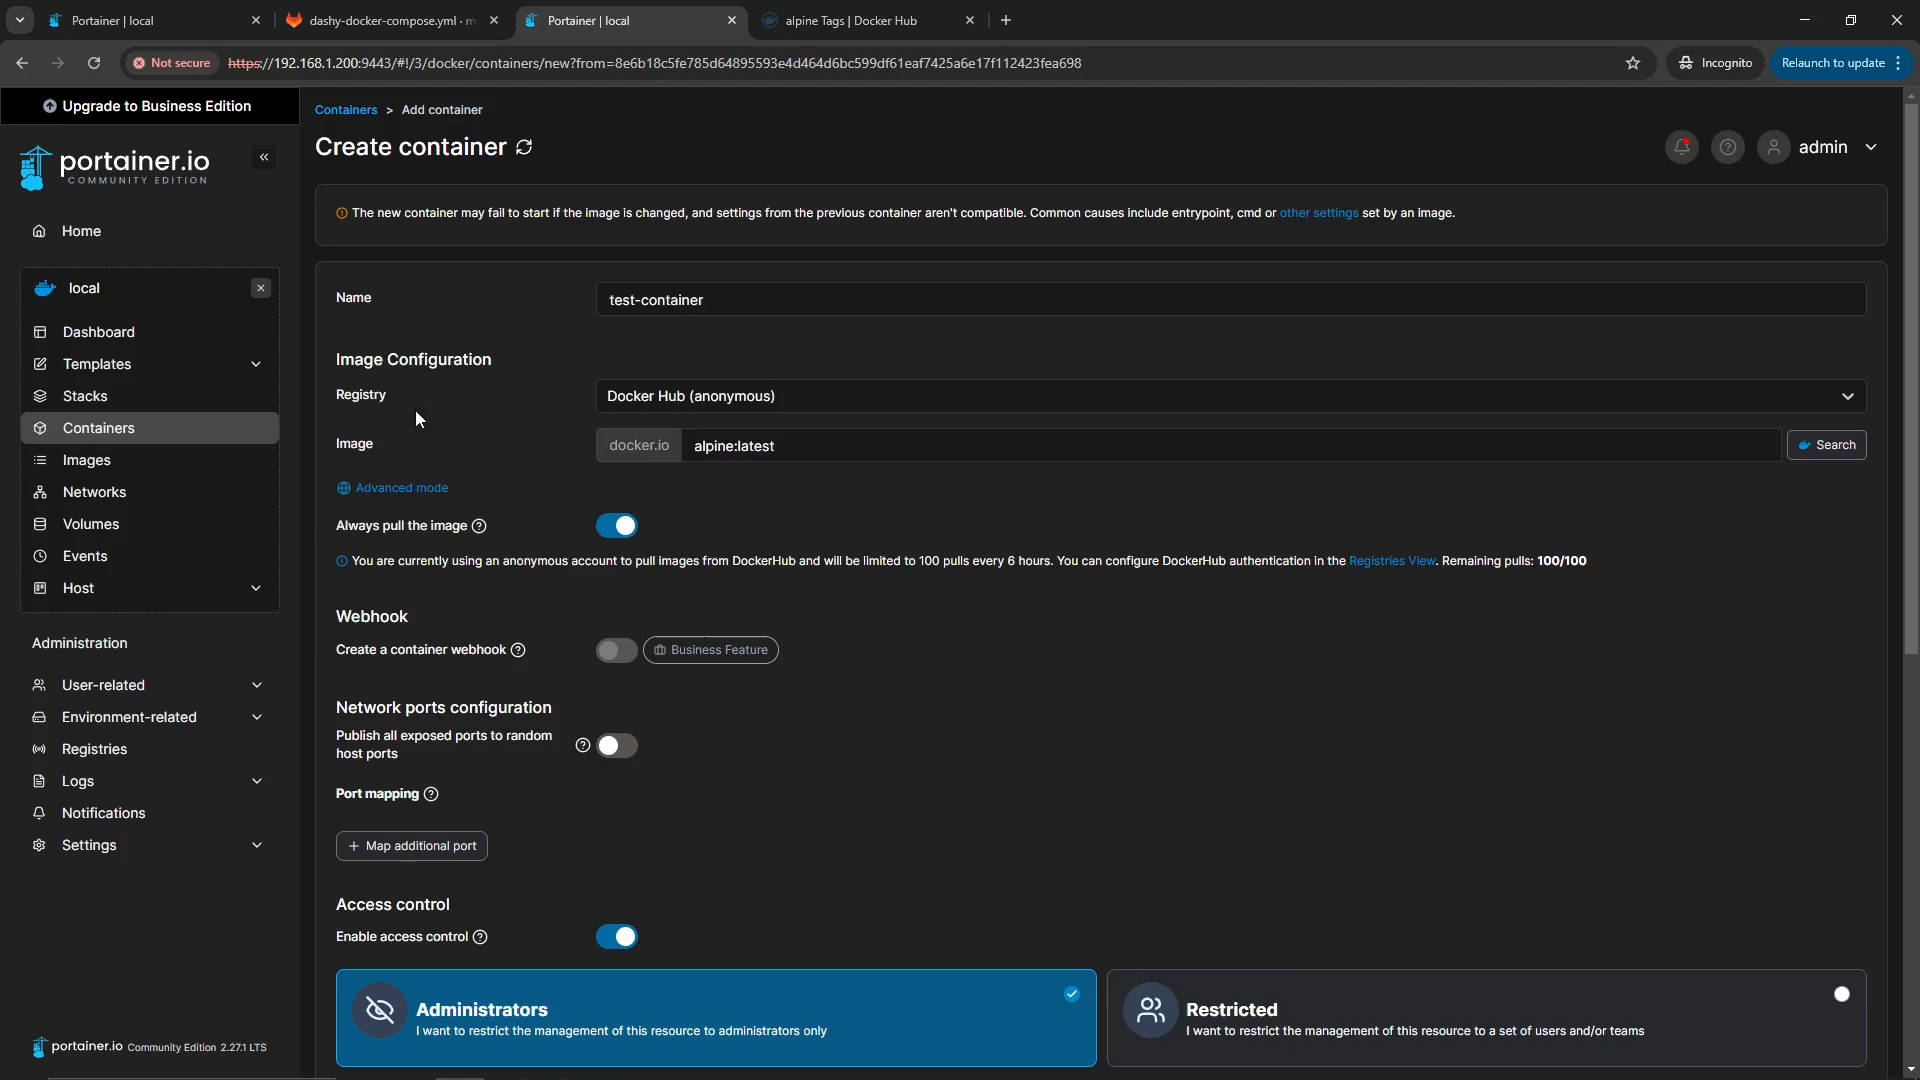 Portainer | local
dashy-docker-compose.yml · m
Portainer | local
alpine Tags | Docker Hub
Not secure
https://192.168.1.200:9443/#!/3/docker/containers/new?from=8e6b18c5fe785d64895593e4d464d6bc599df61eaf7425a6e17f112423fea698
Incognito
Relaunch to update
Upgrade to Business Edition
portainer.io
COMMUNITY EDITION
Home
local
Dashboard
Templates
Stacks
Containers
Images
Networks
Volumes
Events
Host
Administration
User-related
Environment-related
Registries
Logs
Notifications
Settings
portainer.io Community Edition 2.27.1 LTS
Containers > Add container
Create container
admin
The new container may fail to start if the image is changed, and settings from the previous container aren't compatible. Common causes include entrypoint, cmd or other settings set by an image.
Name
test-container
Image Configuration
Registry
Docker Hub (anonymous)
Image
docker.io
alpine:latest
Search
Advanced mode
Always pull the image
You are currently using an anonymous account to pull images from DockerHub and will be limited to 100 pulls every 6 hours. You can configure DockerHub authentication in the Registries View. Remaining pulls: 100/100
Webhook
Create a container webhook
Business Feature
Network ports configuration
Publish all exposed ports to random
host ports
Port mapping
+ Map additional port
Access control
Enable access control
Administrators
I want to restrict the management of this resource to administrators only
Restricted
I want to restrict the management of this resource to a set of users and/or teams